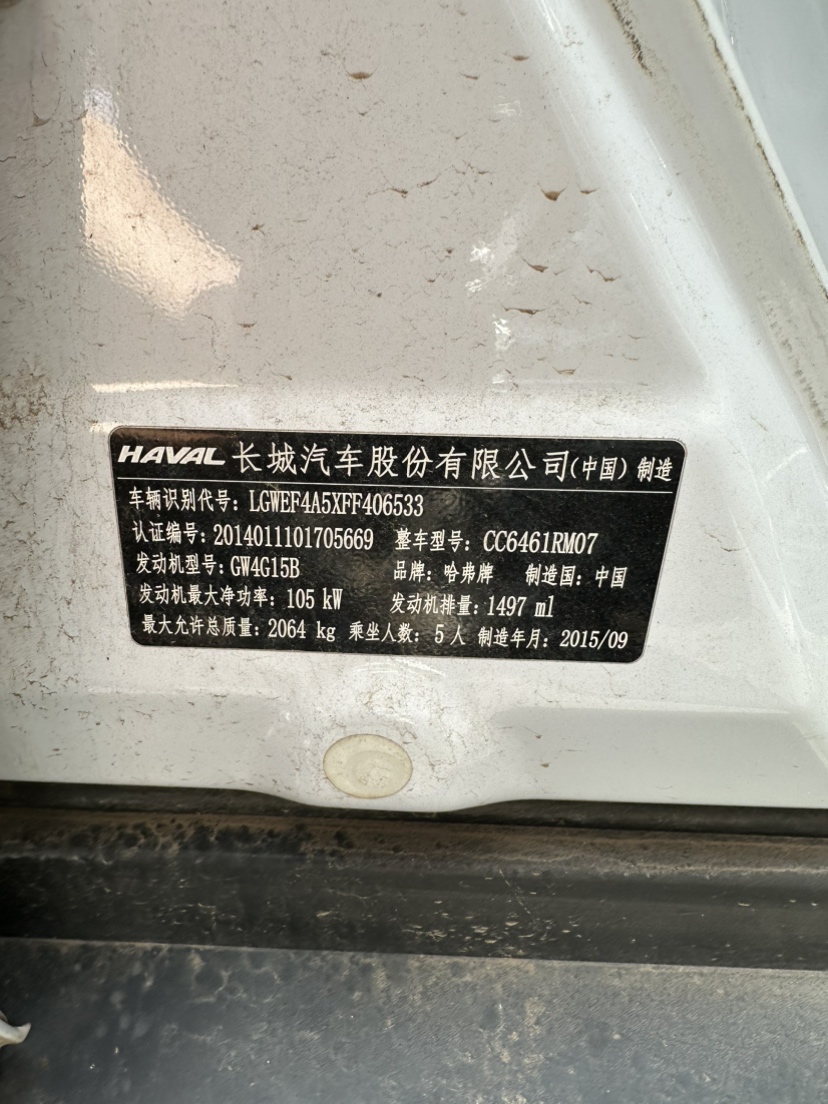 HAVAL 长城汽车股份有限公司(中国)制造
车辆识别代号: LGWEF4A5XFF406533
认证编号: 2014011101705669 整车型号: CC6461RM07
发动机型号: GW4G15B 品牌: 哈弗牌 制造国: 中国
发动机最大净功率: 105 kW 发动机排量: 1497 ml
最大允许总质量: 2064 kg 乘坐人数: 5 人 制造年月: 2015/09